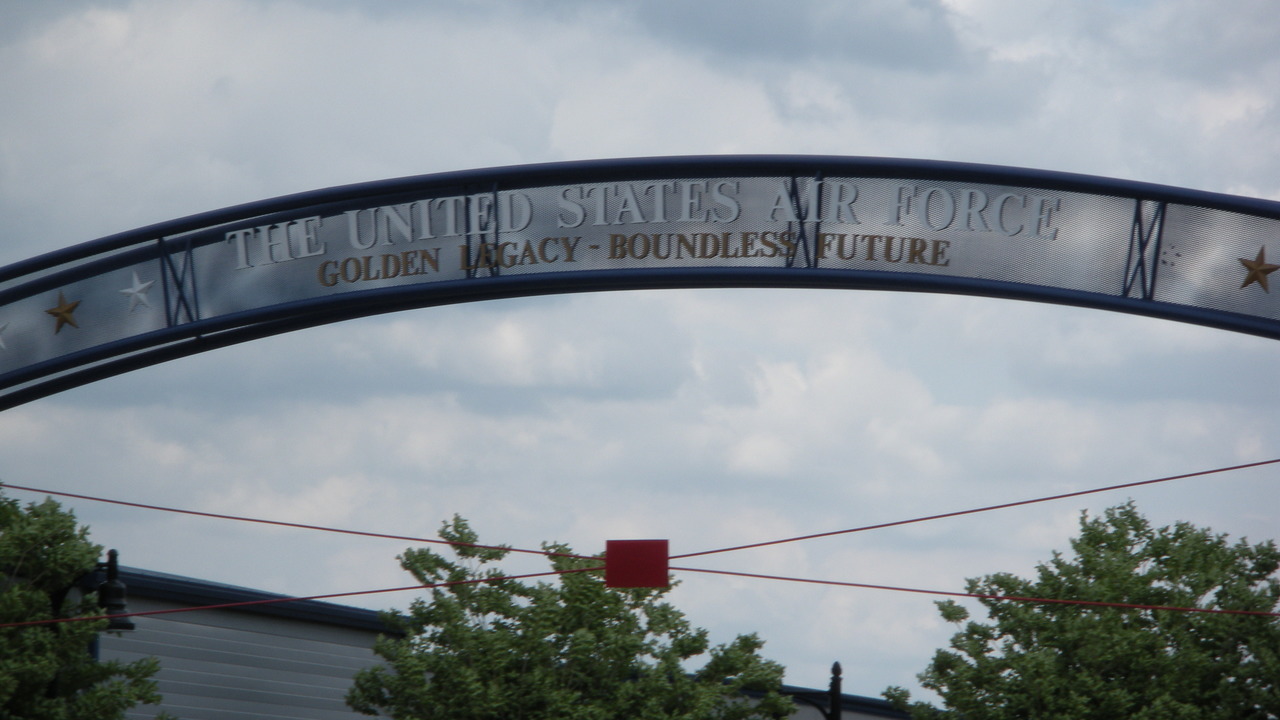 THE UNITED STATES AIR FORCE
GOLDEN LEGACY - BOUNDLESS FUTURE